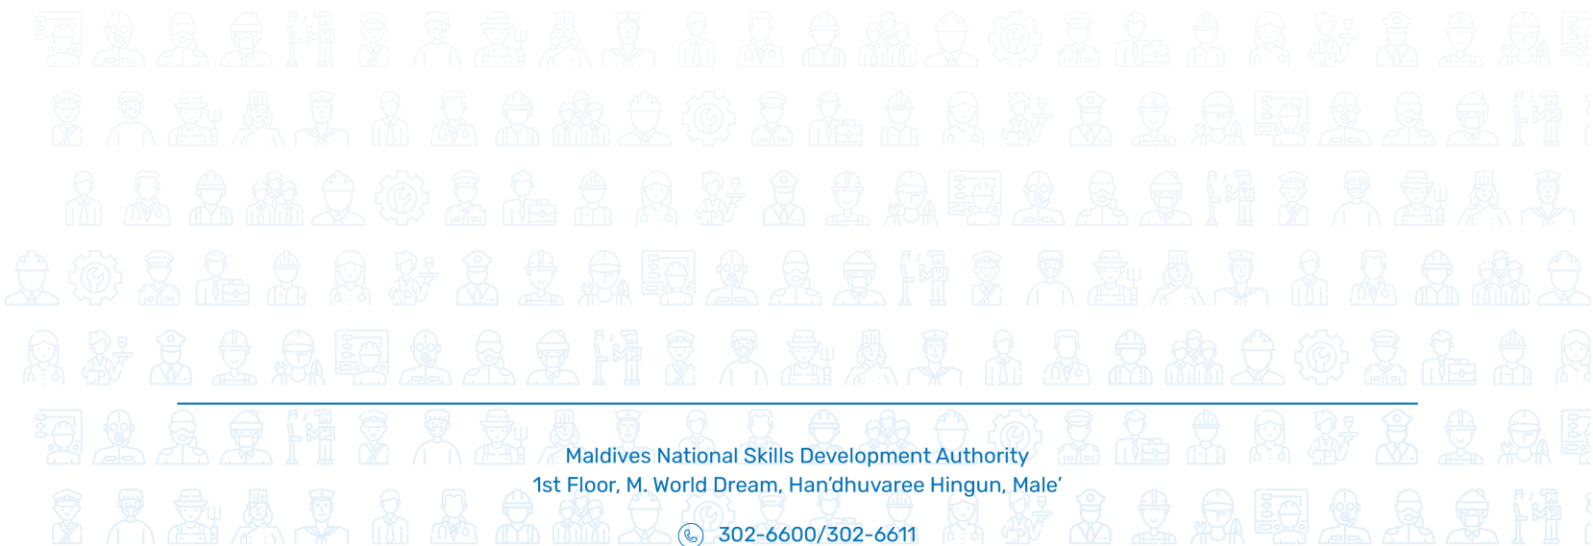 Maldives National Skills Development Authority
1st Floor, M. World Dream, Han’dhuvaree Hingun, Male’
302-6600/302-6611